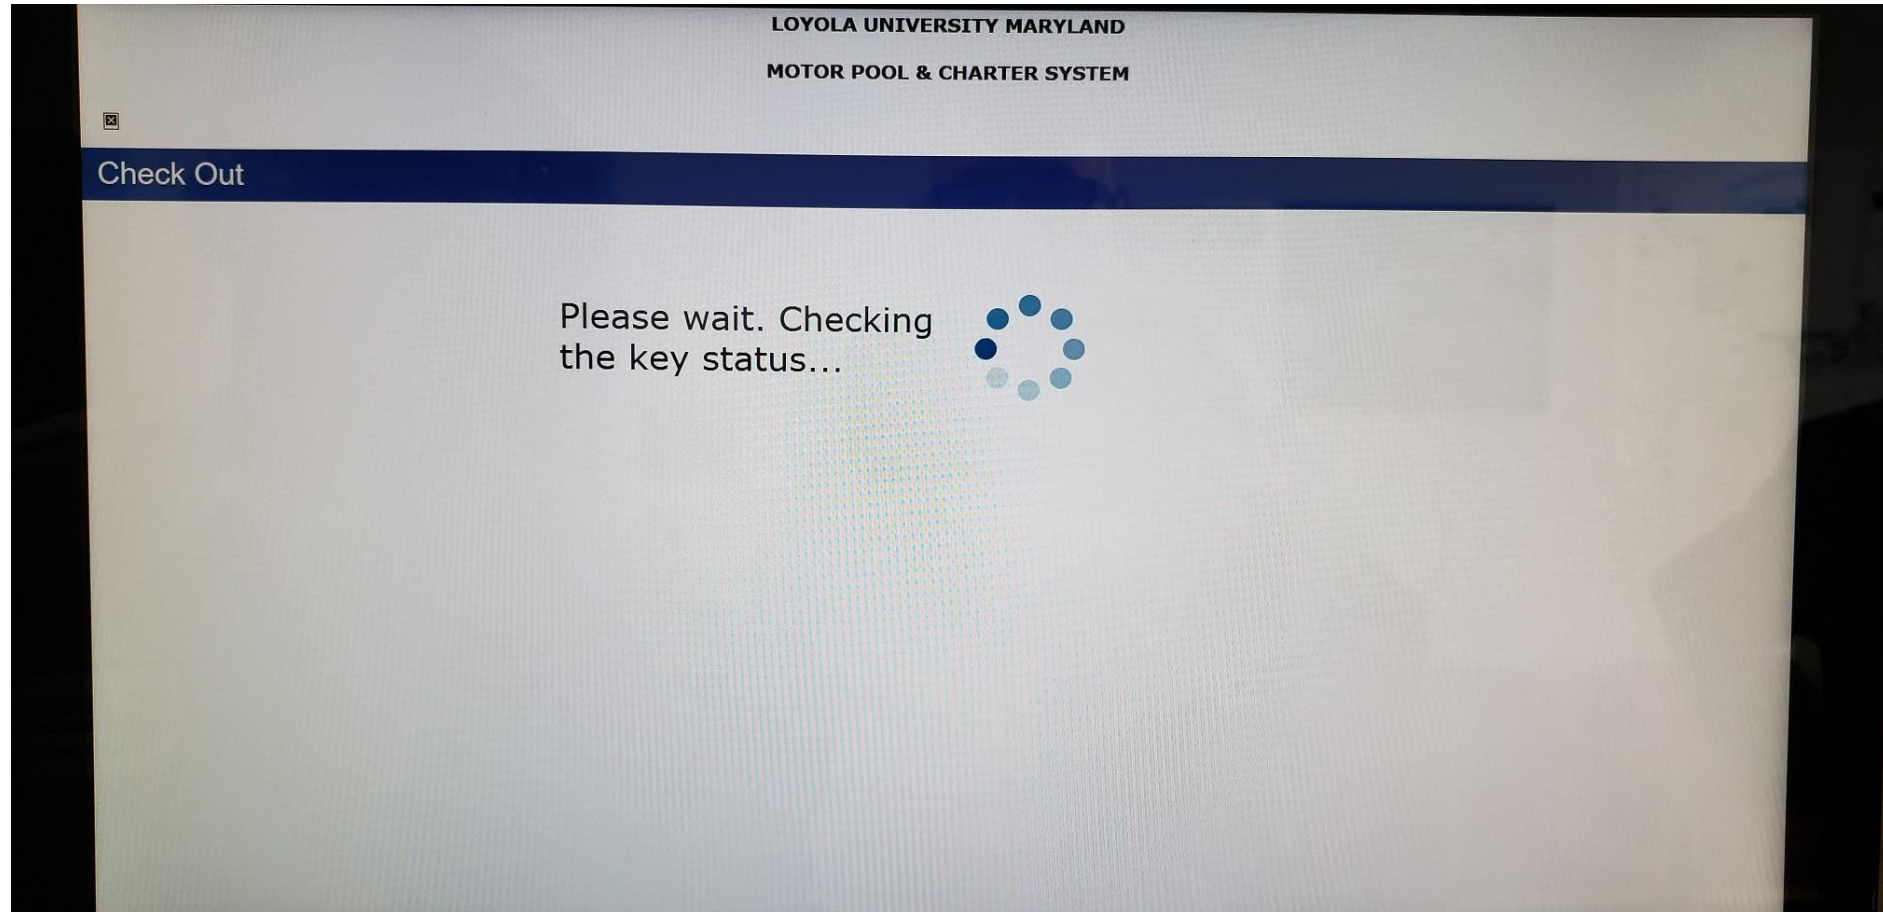 LOYOLA UNIVERSITY MARYLAND
MOTOR POOL & CHARTER SYSTEM
Check Out
Please wait. Checking
the key status...